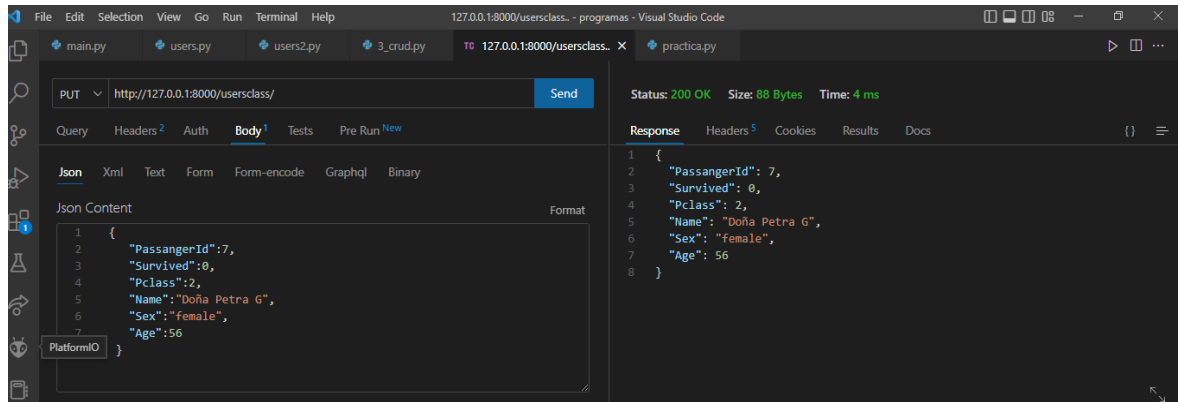 File Edit Selection View Go Run Terminal Help 127.0.0.1:8000/usersclass.. - programas - Visual Studio Code
main.py users.py users2.py 3_crud.py TC 127.0.0.1:8000/usersclass.. practica.py
PUT http://127.0.0.1:8000/usersclass/ Send
Query Headers 2 Auth Body 1 Tests Pre Run New
Json Xml Text Form Form-encode Graphql Binary
Json Content Format
1 {
2 "PassangerId":7,
3 "Survived":0,
4 "Pclass":2,
5 "Name":"Doña Petra G",
6 "Sex":"female",
7 "Age":56
}
1
PlatformIO
Status: 200 OK Size: 88 Bytes Time: 4 ms
Response Headers 5 Cookies Results Docs {}
1 {
2 "PassangerId": 7,
3 "Survived": 0,
4 "Pclass": 2,
5 "Name": "Doña Petra G",
6 "Sex": "female",
7 "Age": 56
8 }